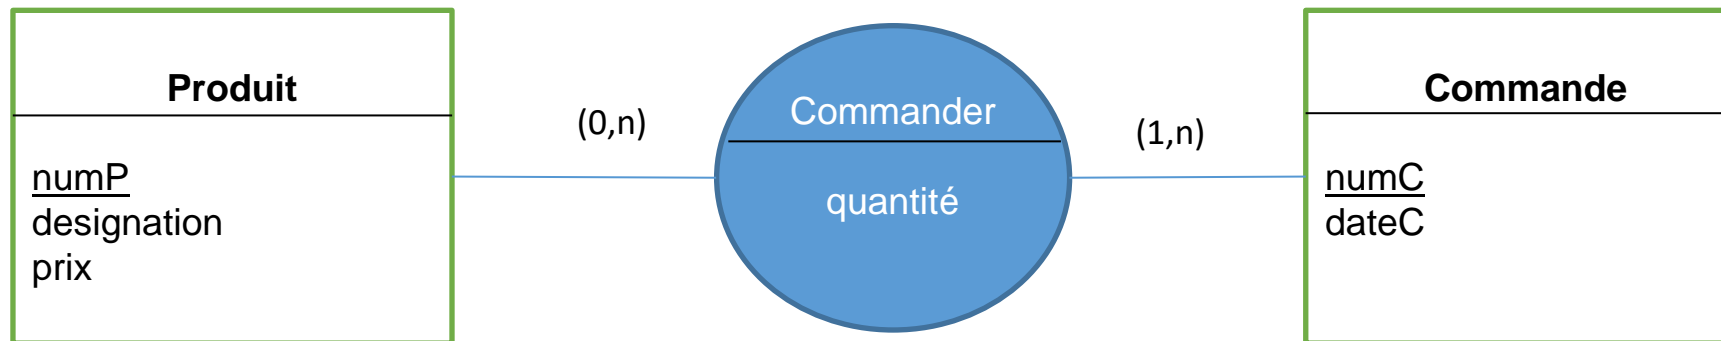 Produit
numP
designation
prix
(0,n)
Commander
quantité
(1,n)
Commande
numC
dateC